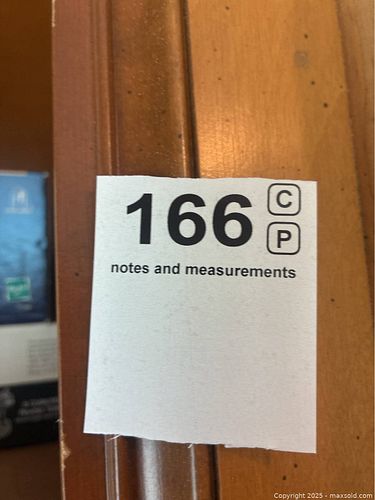 166 C
P
notes and measurements
Copyright 2025 - maxsold.com